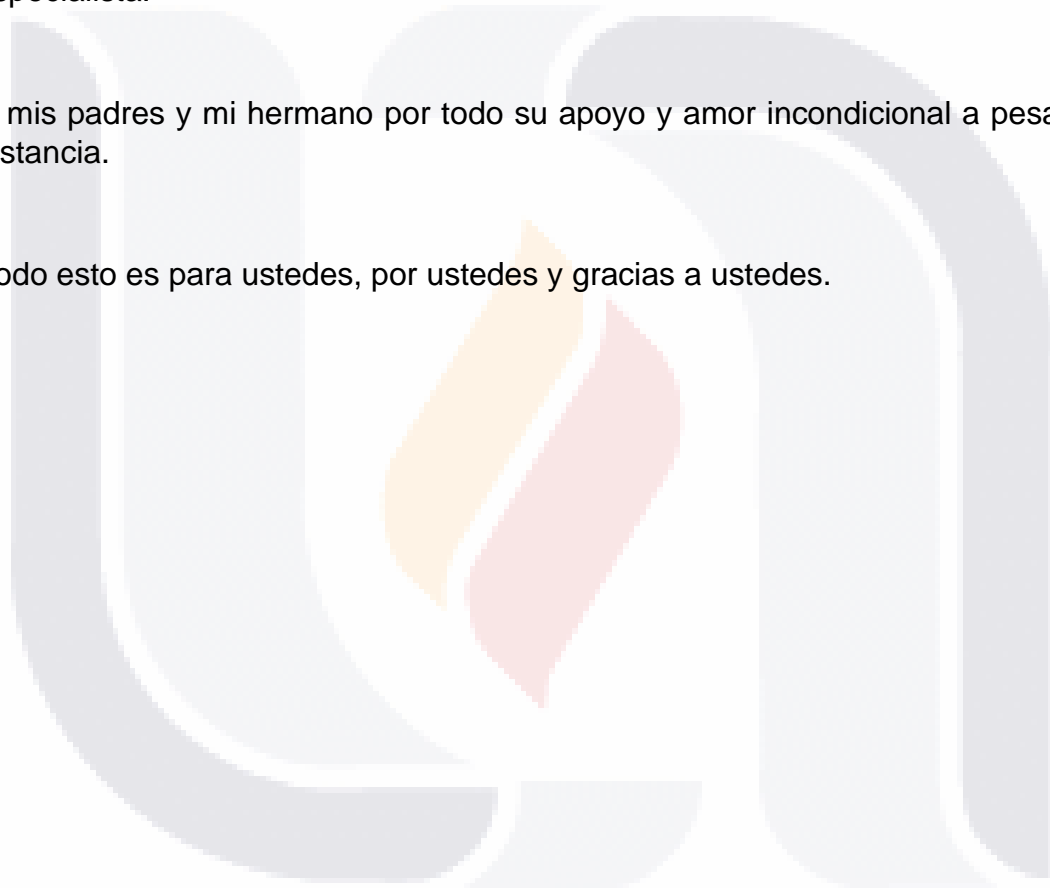 specialista.
mis padres y mi hermano por todo su apoyo y amor incondicional a pesa
stancia.
odo esto es para ustedes, por ustedes y gracias a ustedes.